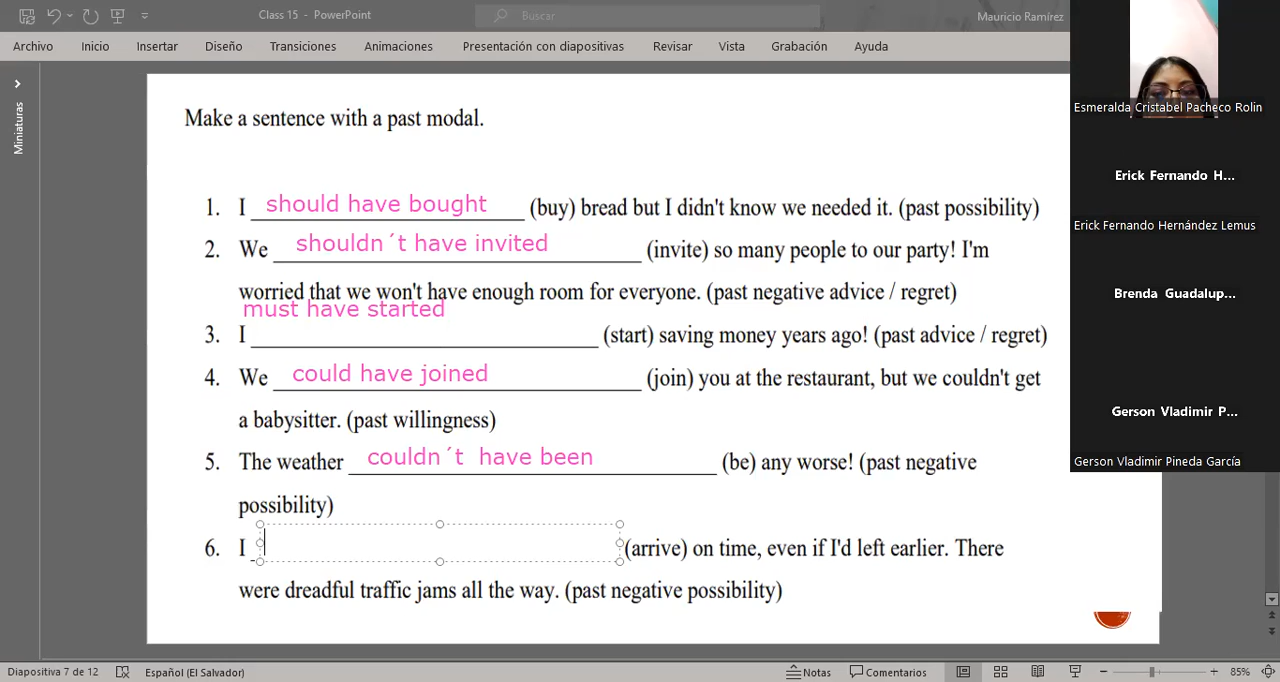 Class 15 - PowerPoint
Buscar
Mauricio Ramírez
Archivo Inicio Insertar Diseño Transiciones Animaciones Presentación con diapositivas Revisar Vista Grabación Ayuda
Miniaturas
Make a sentence with a past modal.
1. I should have bought (buy) bread but I didn't know we needed it. (past possibility)
2. We shouldn´t have invited (invite) so many people to our party! I'm
worried that we won't have enough room for everyone. (past negative advice / regret)
must have started
3. I (start) saving money years ago! (past advice / regret)
4. We could have joined (join) you at the restaurant, but we couldn't get
a babysitter. (past willingness)
5. The weather couldn´t have been (be) any worse! (past negative
possibility)
6. I (arrive) on time, even if I'd left earlier. There
were dreadful traffic jams all the way. (past negative possibility)
Esmeralda Cristabel Pacheco Rolin
Erick Fernando H...
Erick Fernando Hernández Lemus
Brenda Guadalup...
Gerson Vladimir P...
Gerson Vladimir Pineda García
Diapositiva 7 de 12 Español (El Salvador) Notas Comentarios 85%